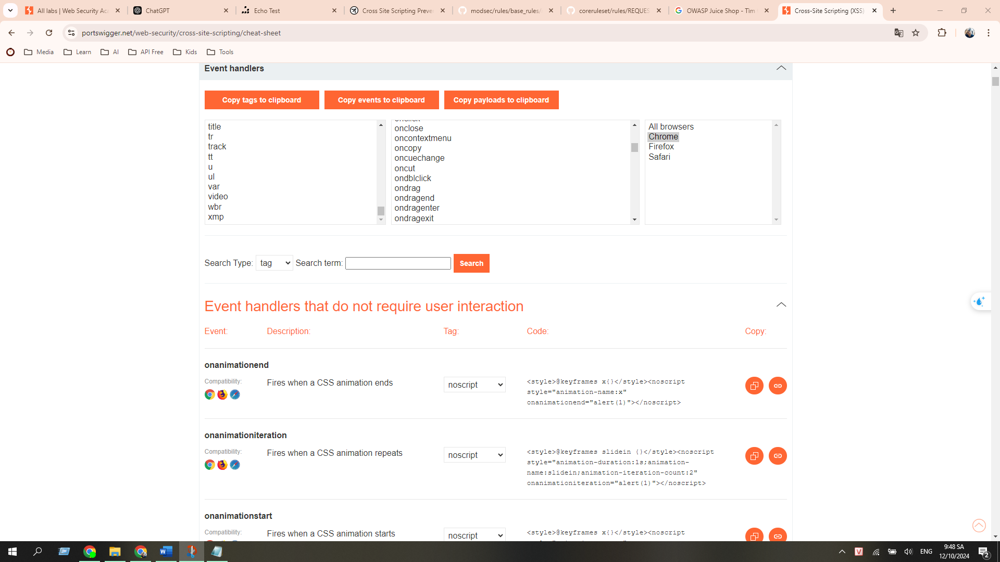 All labs | Web Security Ac
ChatGPT
Echo Test
Cross Site Scripting Preve
modsec/rules/base_rules/
coreruleset/rules/REQUES
OWASP Juice Shop - Tìm
Cross-Site Scripting (XSS)
portswigger.net/web-security/cross-site-scripting/cheat-sheet
Media
Learn
AI
API Free
Kids
Tools
Event handlers
Copy tags to clipboard
Copy events to clipboard
Copy payloads to clipboard
title
tr
track
tt
u
ul
var
video
wbr
xmp
onclick
onclose
oncontextmenu
oncopy
oncuechange
oncut
ondblclick
ondrag
ondragend
ondragenter
ondragexit
All browsers
Chrome
Firefox
Safari
Search Type: tag Search term: Search
Event handlers that do not require user interaction
Event: Description: Tag: Code: Copy:
onanimationend
Compatibility:
Fires when a CSS animation ends
noscript
<style>@keyframes x{}</style><noscript
style="animation-name:x"
onanimationend="alert(1)"></noscript>
onanimationiteration
Compatibility:
Fires when a CSS animation repeats
noscript
<style>@keyframes slidein {}</style><noscript
style="animation-duration:1s;animation-
name:slidein;animation-iteration-count:2"
onanimationiteration="alert(1)"></noscript>
onanimationstart
Compatibility:
Fires when a CSS animation starts
noscript
<style>@keyframes x{}</style><noscript
ENG
9:48 SA
12/10/2024
2